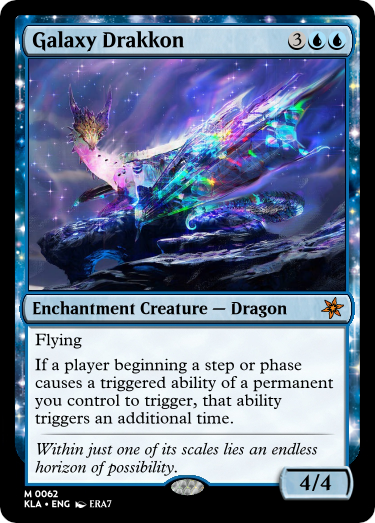 Galaxy Drakkon 3
Enchantment Creature — Dragon
Flying
If a player beginning a step or phase
causes a triggered ability of a permanent
you control to trigger, that ability
triggers an additional time.
Within just one of its scales lies an endless
horizon of possibility.
4/4
M 0062
KLA • ENG ERA7